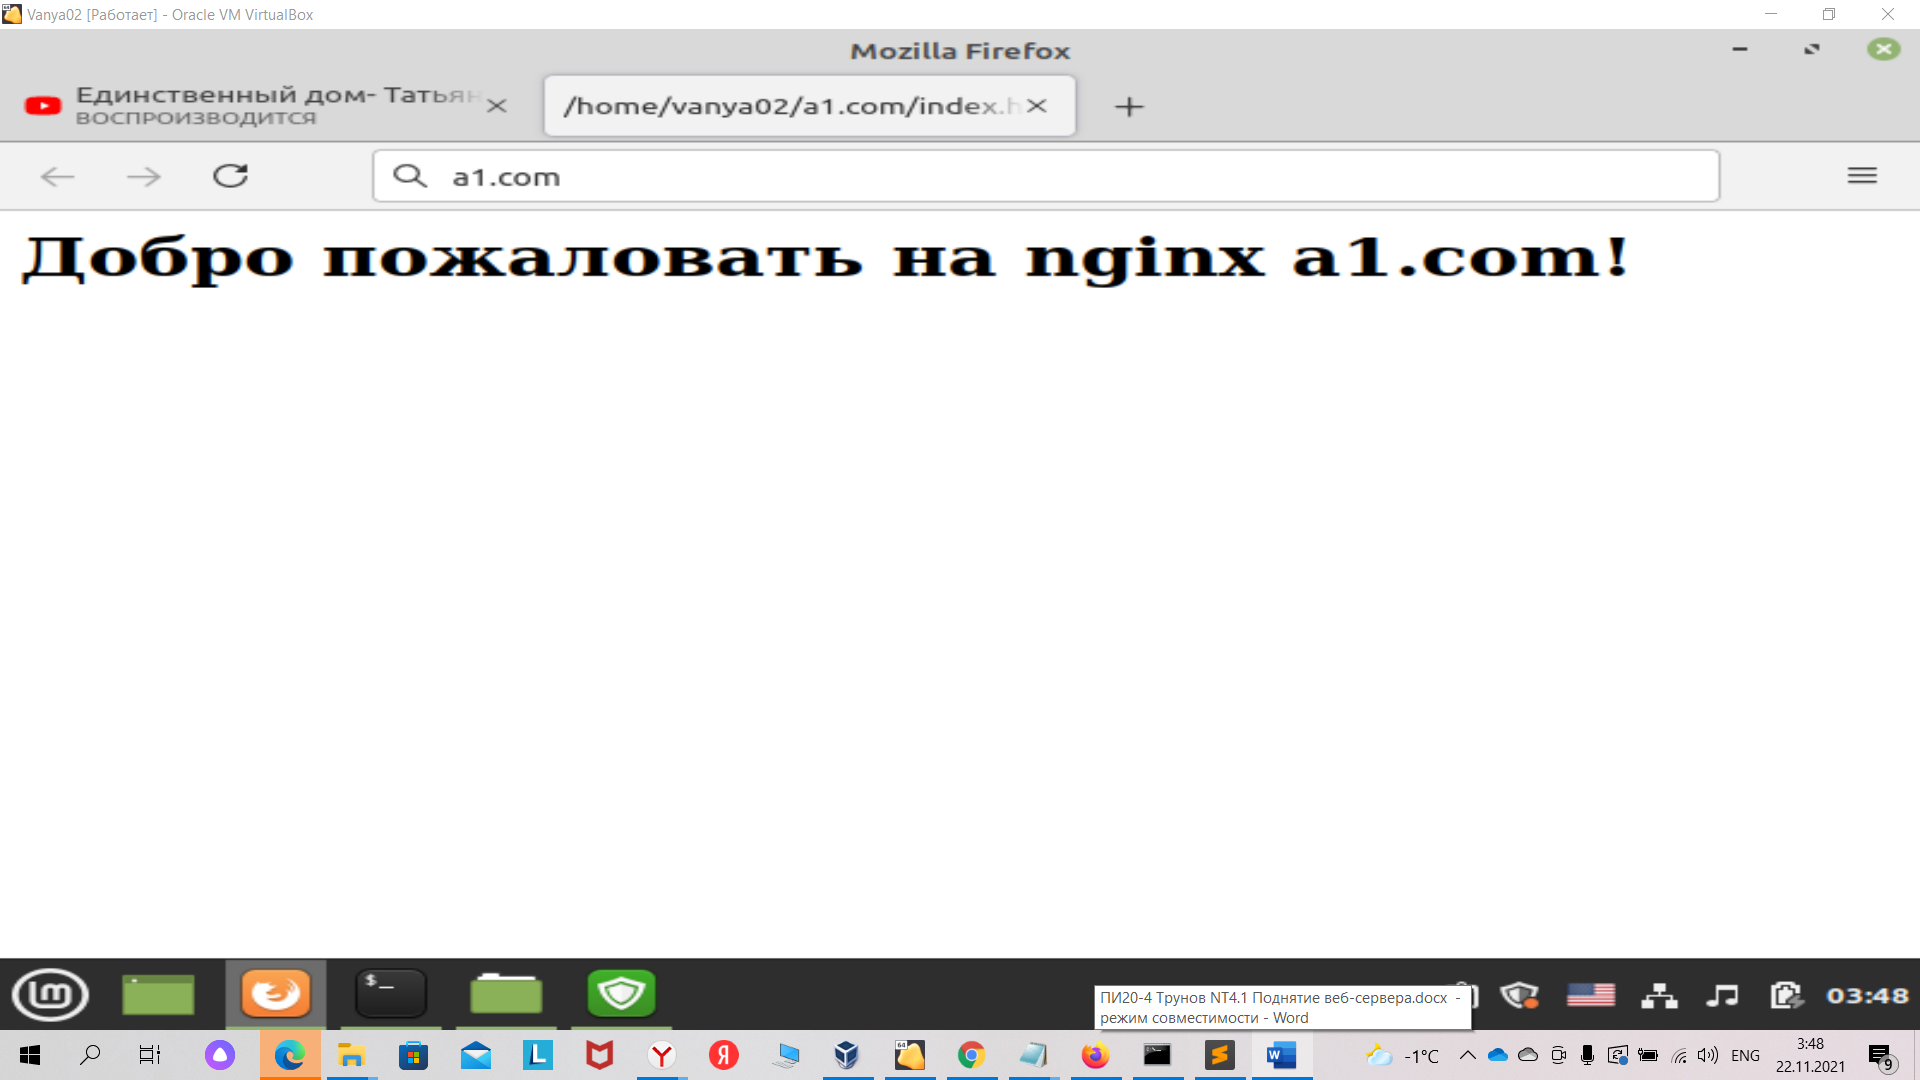 Vanya02 [Работает] - Oracle VM VirtualBox
Mozilla Firefox
Единственный дом- Татьян
ВОСПРОИЗВОДИТСЯ
/home/vanya02/a1.com/index.h
a1.com
Добро пожаловать на nginx a1.com!
ПИ20-4 Трунов NT4.1 Поднятие веб-сервера.docx -
режим совместимости - Word
03:48
-1°C
ENG
3:48
22.11.2021
9